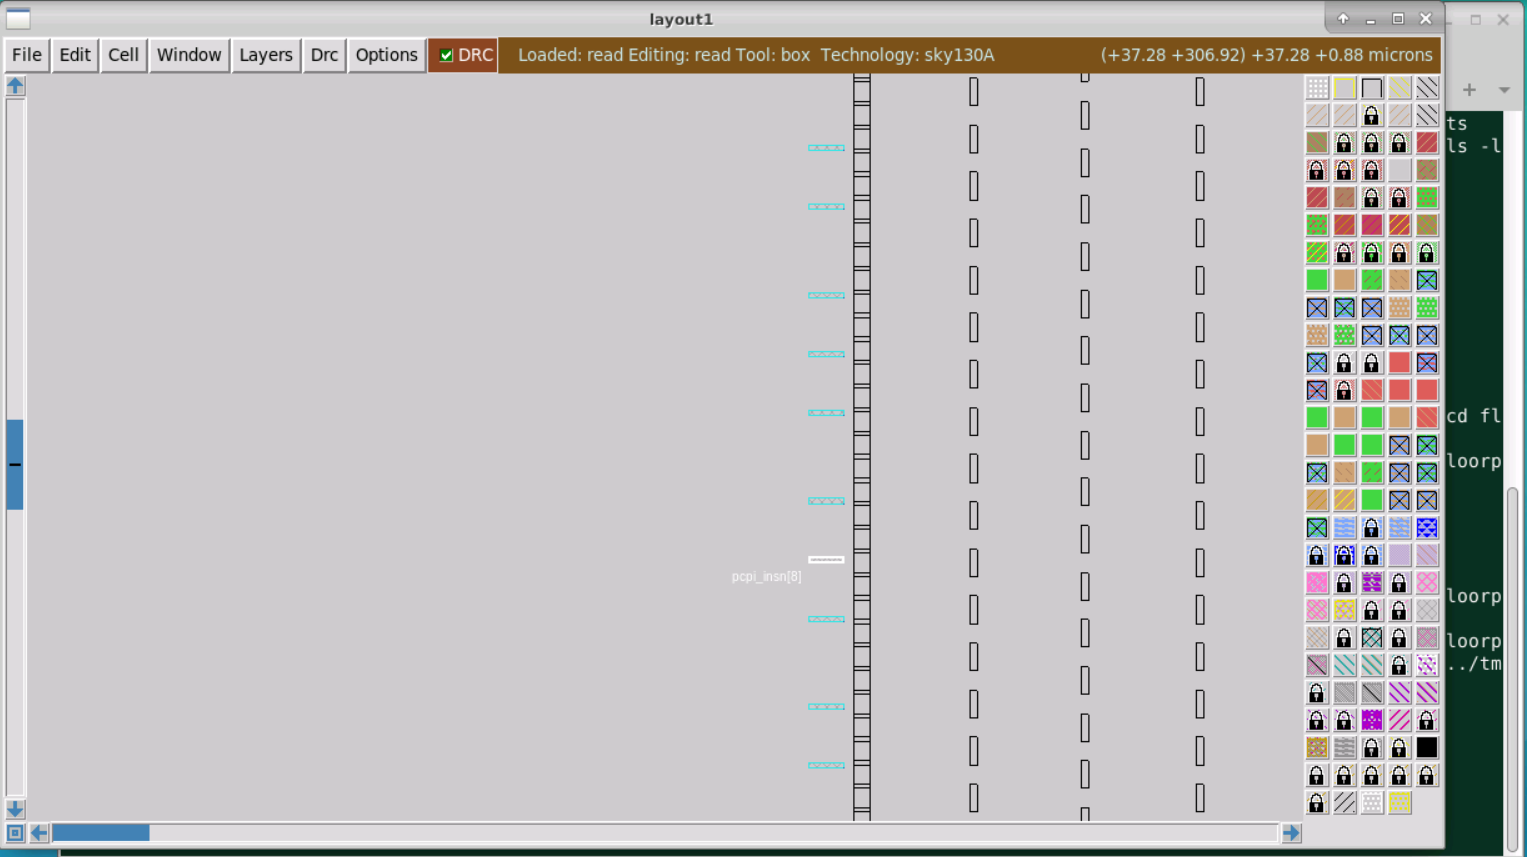 layout1
File Edit Cell Window Layers Drc Options DRC Loaded: read Editing: read Tool: box Technology: sky130A (+37.28 +306.92) +37.28 +0.88 microns
ts
ls -l
cd fl
loorp
pcpi_insn[8]
loorp
loorp
../tm